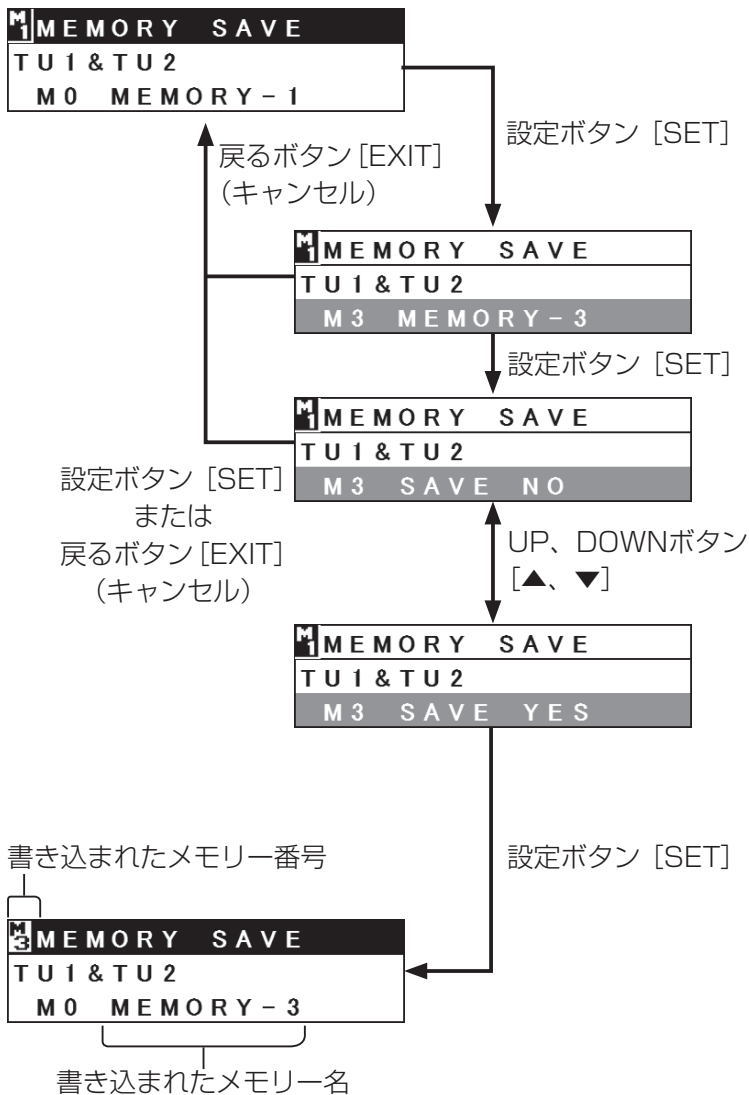 M1 MEMORY SAVE
TU1&TU2
M0 MEMORY-1
設定ボタン [SET]
戻るボタン [EXIT]
(キャンセル)
M1 MEMORY SAVE
TU1&TU2
M3 MEMORY-3
設定ボタン [SET]
M1 MEMORY SAVE
TU1&TU2
M3 SAVE NO
設定ボタン [SET]
または
戻るボタン [EXIT]
(キャンセル)
UP、DOWNボタン
[▲、▼]
M1 MEMORY SAVE
TU1&TU2
M3 SAVE YES
設定ボタン [SET]
書き込まれたメモリー番号
M3 MEMORY SAVE
TU1&TU2
M0 MEMORY-3
書き込まれたメモリー名